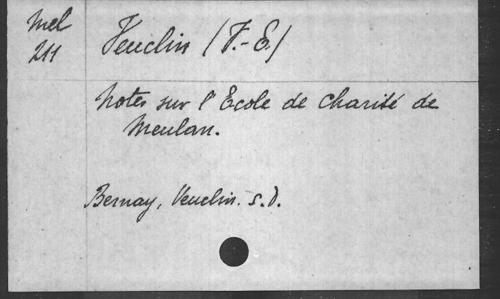 Mel
211
Veuclin (V.-E)
Notes sur l'Ecole de Charité de
Meulan.
Bernay, Veuclin. s.d.